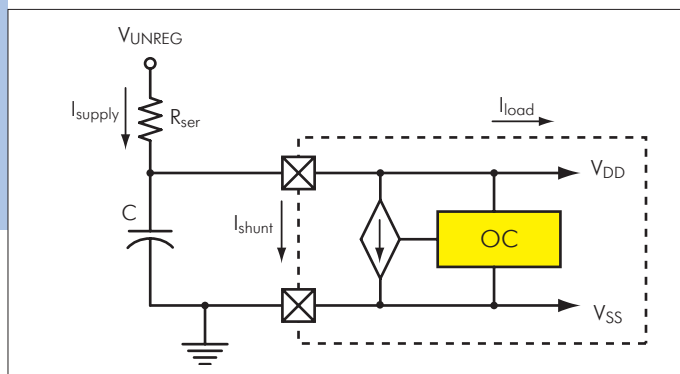 VUNREG
Isupply
Rser
Iload
VDD
C
Ishunt
OC
VSS